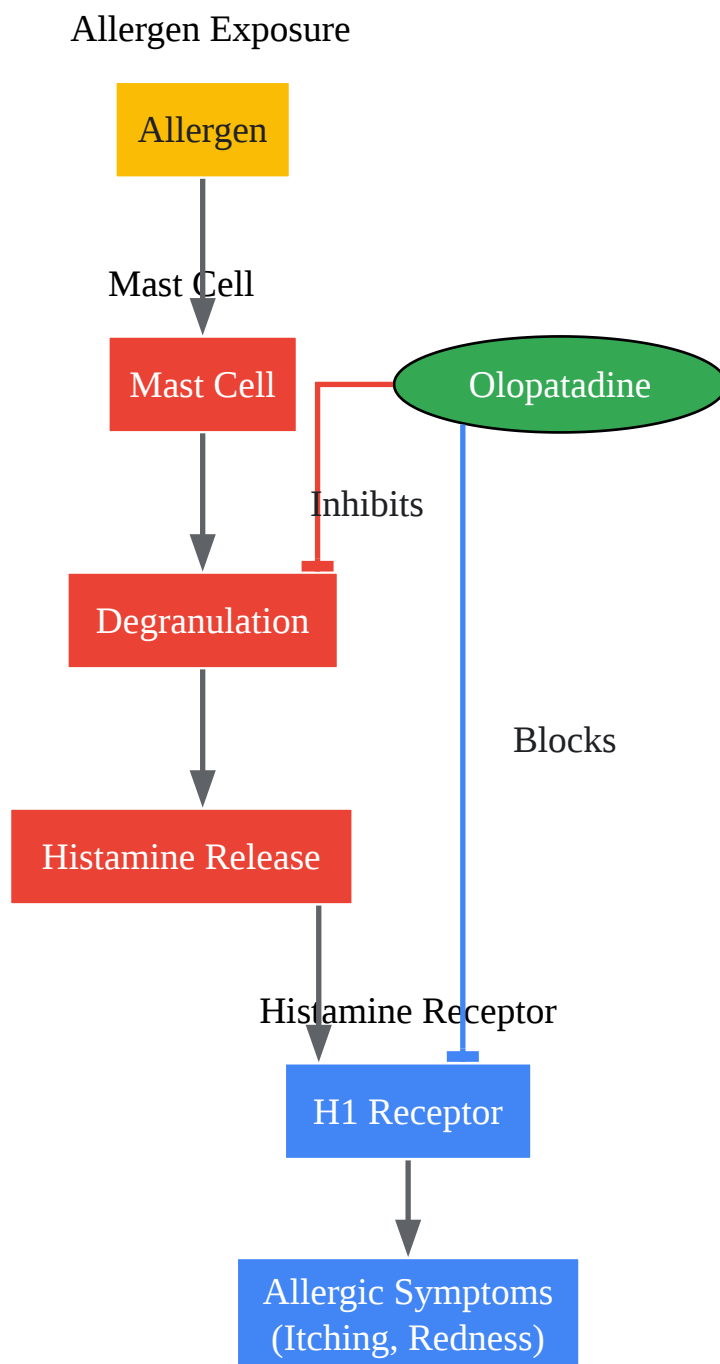 Allergen Exposure
Allergen
Mast Cell
Mast Cell
Olopatadine
Inhibits
Degranulation
Blocks
Histamine Release
Histamine Receptor
H1 Receptor
Allergic Symptoms
(Itching, Redness)